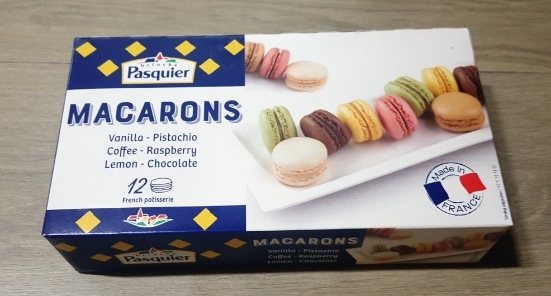 brioche
Pasquier
MACARONS
Vanilla - Pistachio
Coffee - Raspberry
Lemon - Chocolate
12
French patisserie
Made in
FRANCE
Pasquier
MACARONS
Vanilla - Pistachio
Coffee - Raspberry
Lemon - Chocolate